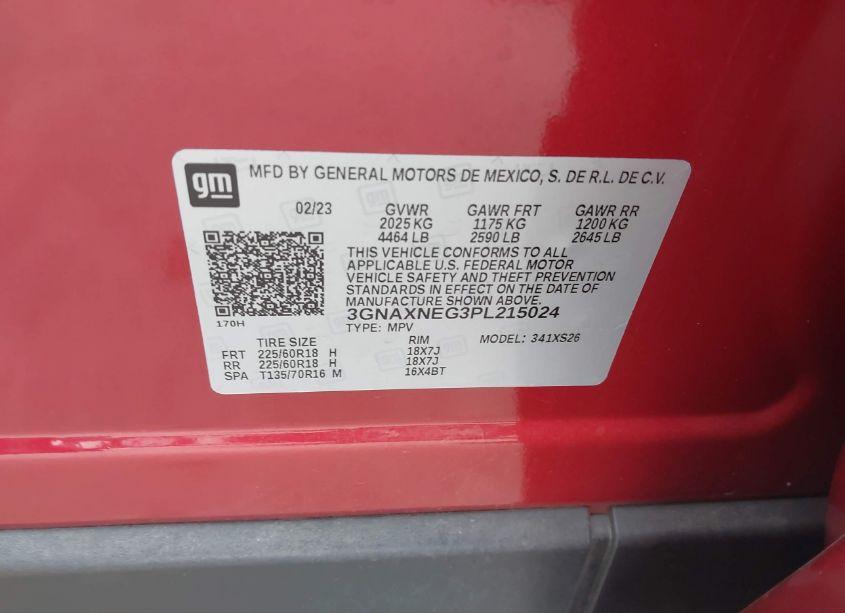 gm MFD BY GENERAL MOTORS DE MEXICO, S. DE R.L. DE C.V.
02/23 GVWR GAWR FRT GAWR RR
2025 KG 1175 KG 1200 KG
4464 LB 2590 LB 2645 LB
THIS VEHICLE CONFORMS TO ALL
APPLICABLE U.S. FEDERAL MOTOR
VEHICLE SAFETY AND THEFT PREVENTION
STANDARDS IN EFFECT ON THE DATE OF
MANUFACTURE SHOWN ABOVE.
170H 3GNAXNEG3PL215024
TYPE: MPV MODEL: 341XS26
TIRE SIZE RIM
FRT 225/60R18 H 18X7J
RR 225/60R18 H 18X7J
SPA T135/70R16 M 16X4BT